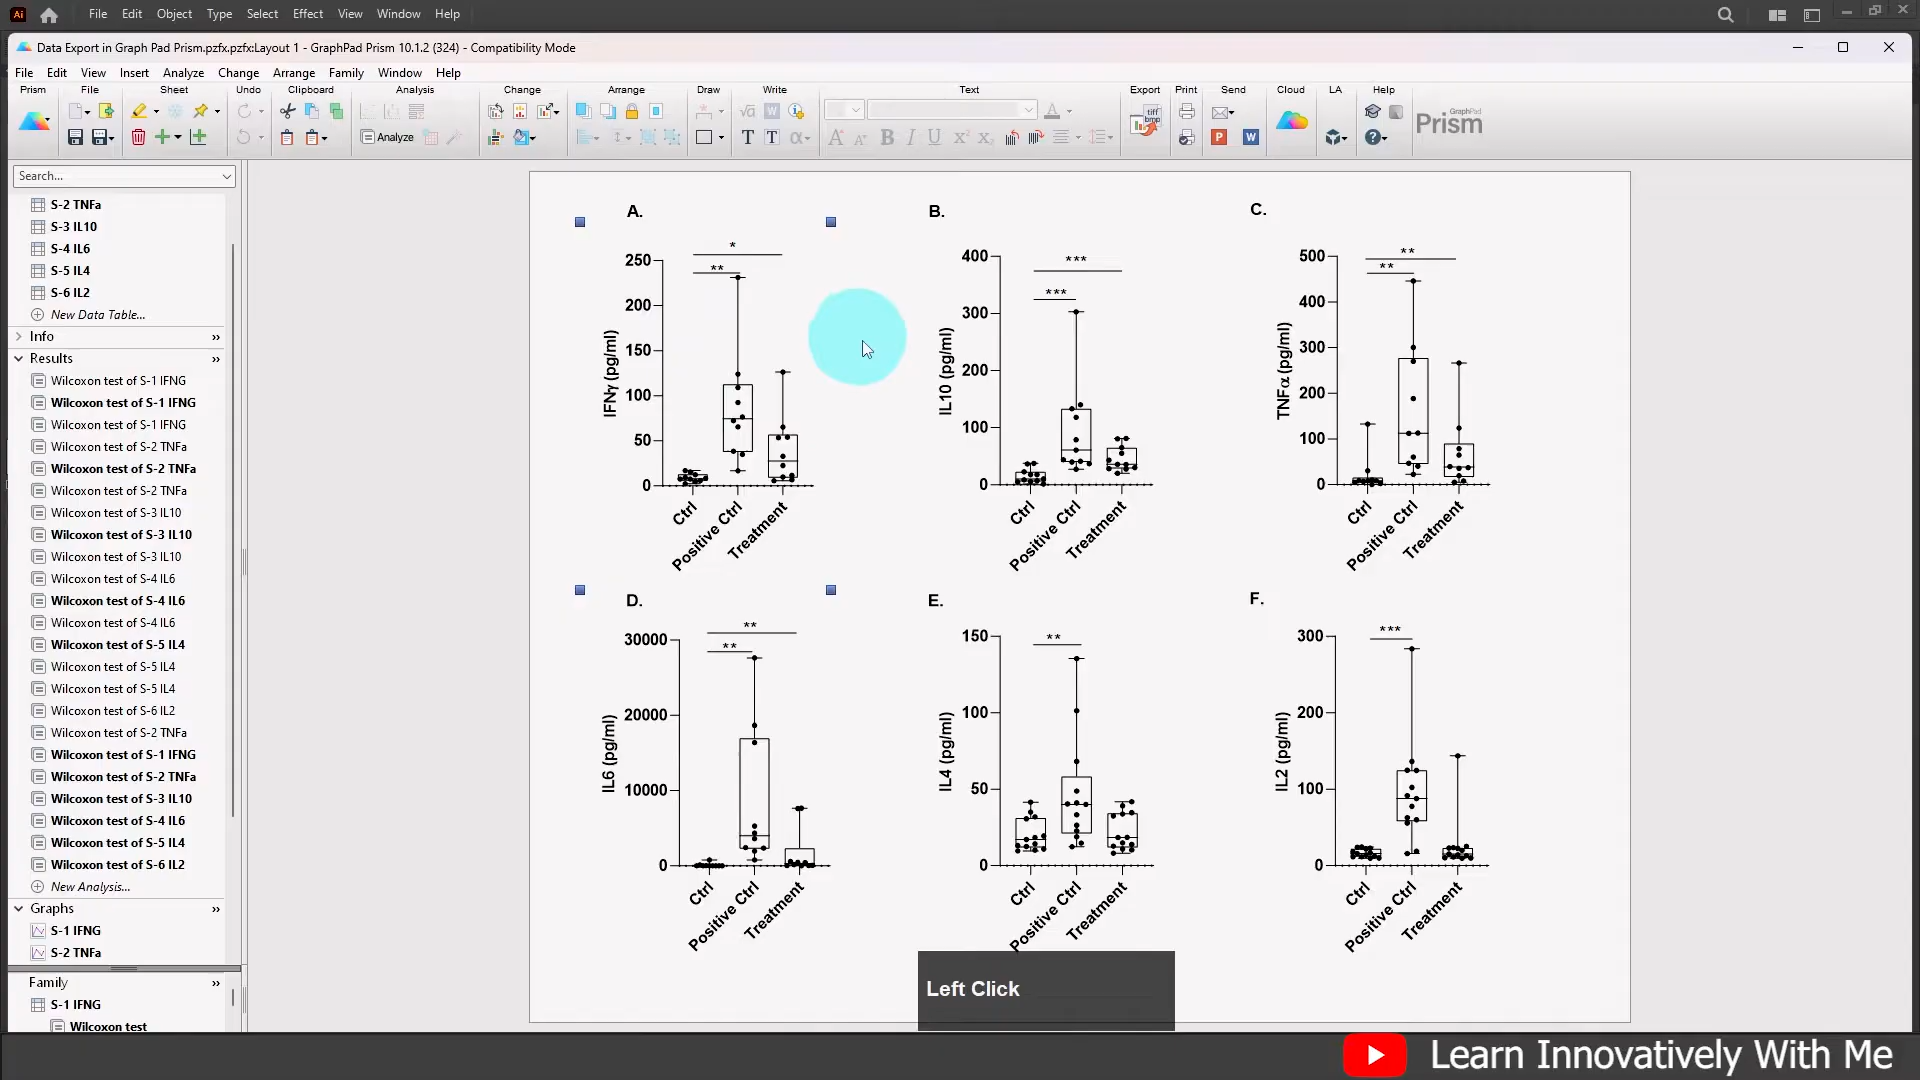 Ai File Edit Object Type Select Effect View Window Help
Data Export in Graph Pad Prism.pzfx.pzfx:Layout 1 - GraphPad Prism 10.1.2 (324) - Compatibility Mode
File Edit View Insert Analyze Change Arrange Family Window Help
Prism File Sheet Undo Clipboard Analysis Change Arrange Draw Write Text Export Print Send Cloud LA Help
Analyze
tiff
bmp
GraphPad
Prism
Search...
S-2 TNFa
S-3 IL10
S-4 IL6
S-5 IL4
S-6 IL2
New Data Table...
Info
Results
Wilcoxon test of S-1 IFNG
Wilcoxon test of S-1 IFNG
Wilcoxon test of S-1 IFNG
Wilcoxon test of S-2 TNFa
Wilcoxon test of S-2 TNFa
Wilcoxon test of S-2 TNFa
Wilcoxon test of S-3 IL10
Wilcoxon test of S-3 IL10
Wilcoxon test of S-3 IL10
Wilcoxon test of S-4 IL6
Wilcoxon test of S-4 IL6
Wilcoxon test of S-4 IL6
Wilcoxon test of S-5 IL4
Wilcoxon test of S-5 IL4
Wilcoxon test of S-5 IL4
Wilcoxon test of S-6 IL2
Wilcoxon test of S-2 TNFa
Wilcoxon test of S-1 IFNG
Wilcoxon test of S-2 TNFa
Wilcoxon test of S-3 IL10
Wilcoxon test of S-4 IL6
Wilcoxon test of S-5 IL4
Wilcoxon test of S-6 IL2
New Analysis...
Graphs
S-1 IFNG
S-2 TNFa
Family
S-1 IFNG
Wilcoxon test
A.
*
**
250
200
150
100
50
0
IFNγ (pg/ml)
Ctrl
Positive Ctrl
Treatment
B.
***
***
400
300
200
100
0
IL10 (pg/ml)
Ctrl
Positive Ctrl
Treatment
C.
**
**
500
400
300
200
100
0
TNFα (pg/ml)
Ctrl
Positive Ctrl
Treatment
D.
**
**
30000
20000
10000
0
IL6 (pg/ml)
Ctrl
Positive Ctrl
Treatment
E.
**
150
100
50
0
IL4 (pg/ml)
Ctrl
Positive Ctrl
Treatment
F.
***
300
200
100
0
IL2 (pg/ml)
Ctrl
Positive Ctrl
Treatment
Left Click
Learn Innovatively With Me